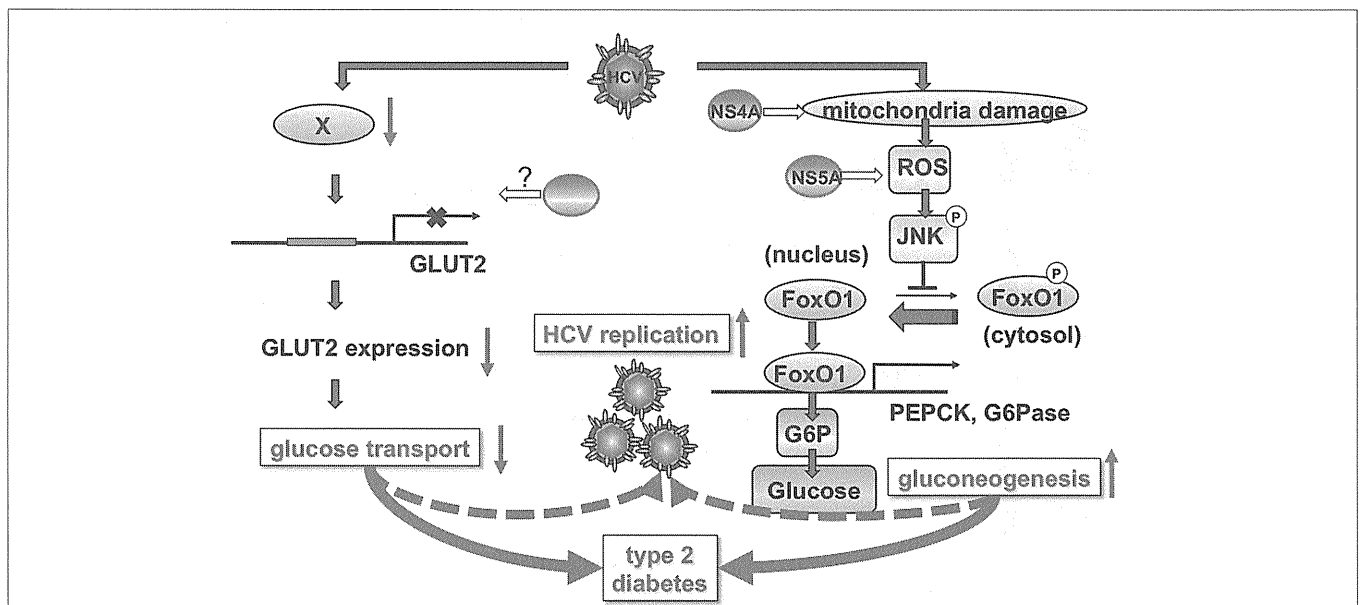 HCV
NS4A
mitochondria damage
X
?
NS5A
ROS
P
JNK
GLUT2
(nucleus)
P
FoxO1
FoxO1
(cytosol)
HCV replication
GLUT2 expression
FoxO1
PEPCK, G6Pase
G6P
glucose transport
gluconeogenesis
Glucose
type 2
diabetes